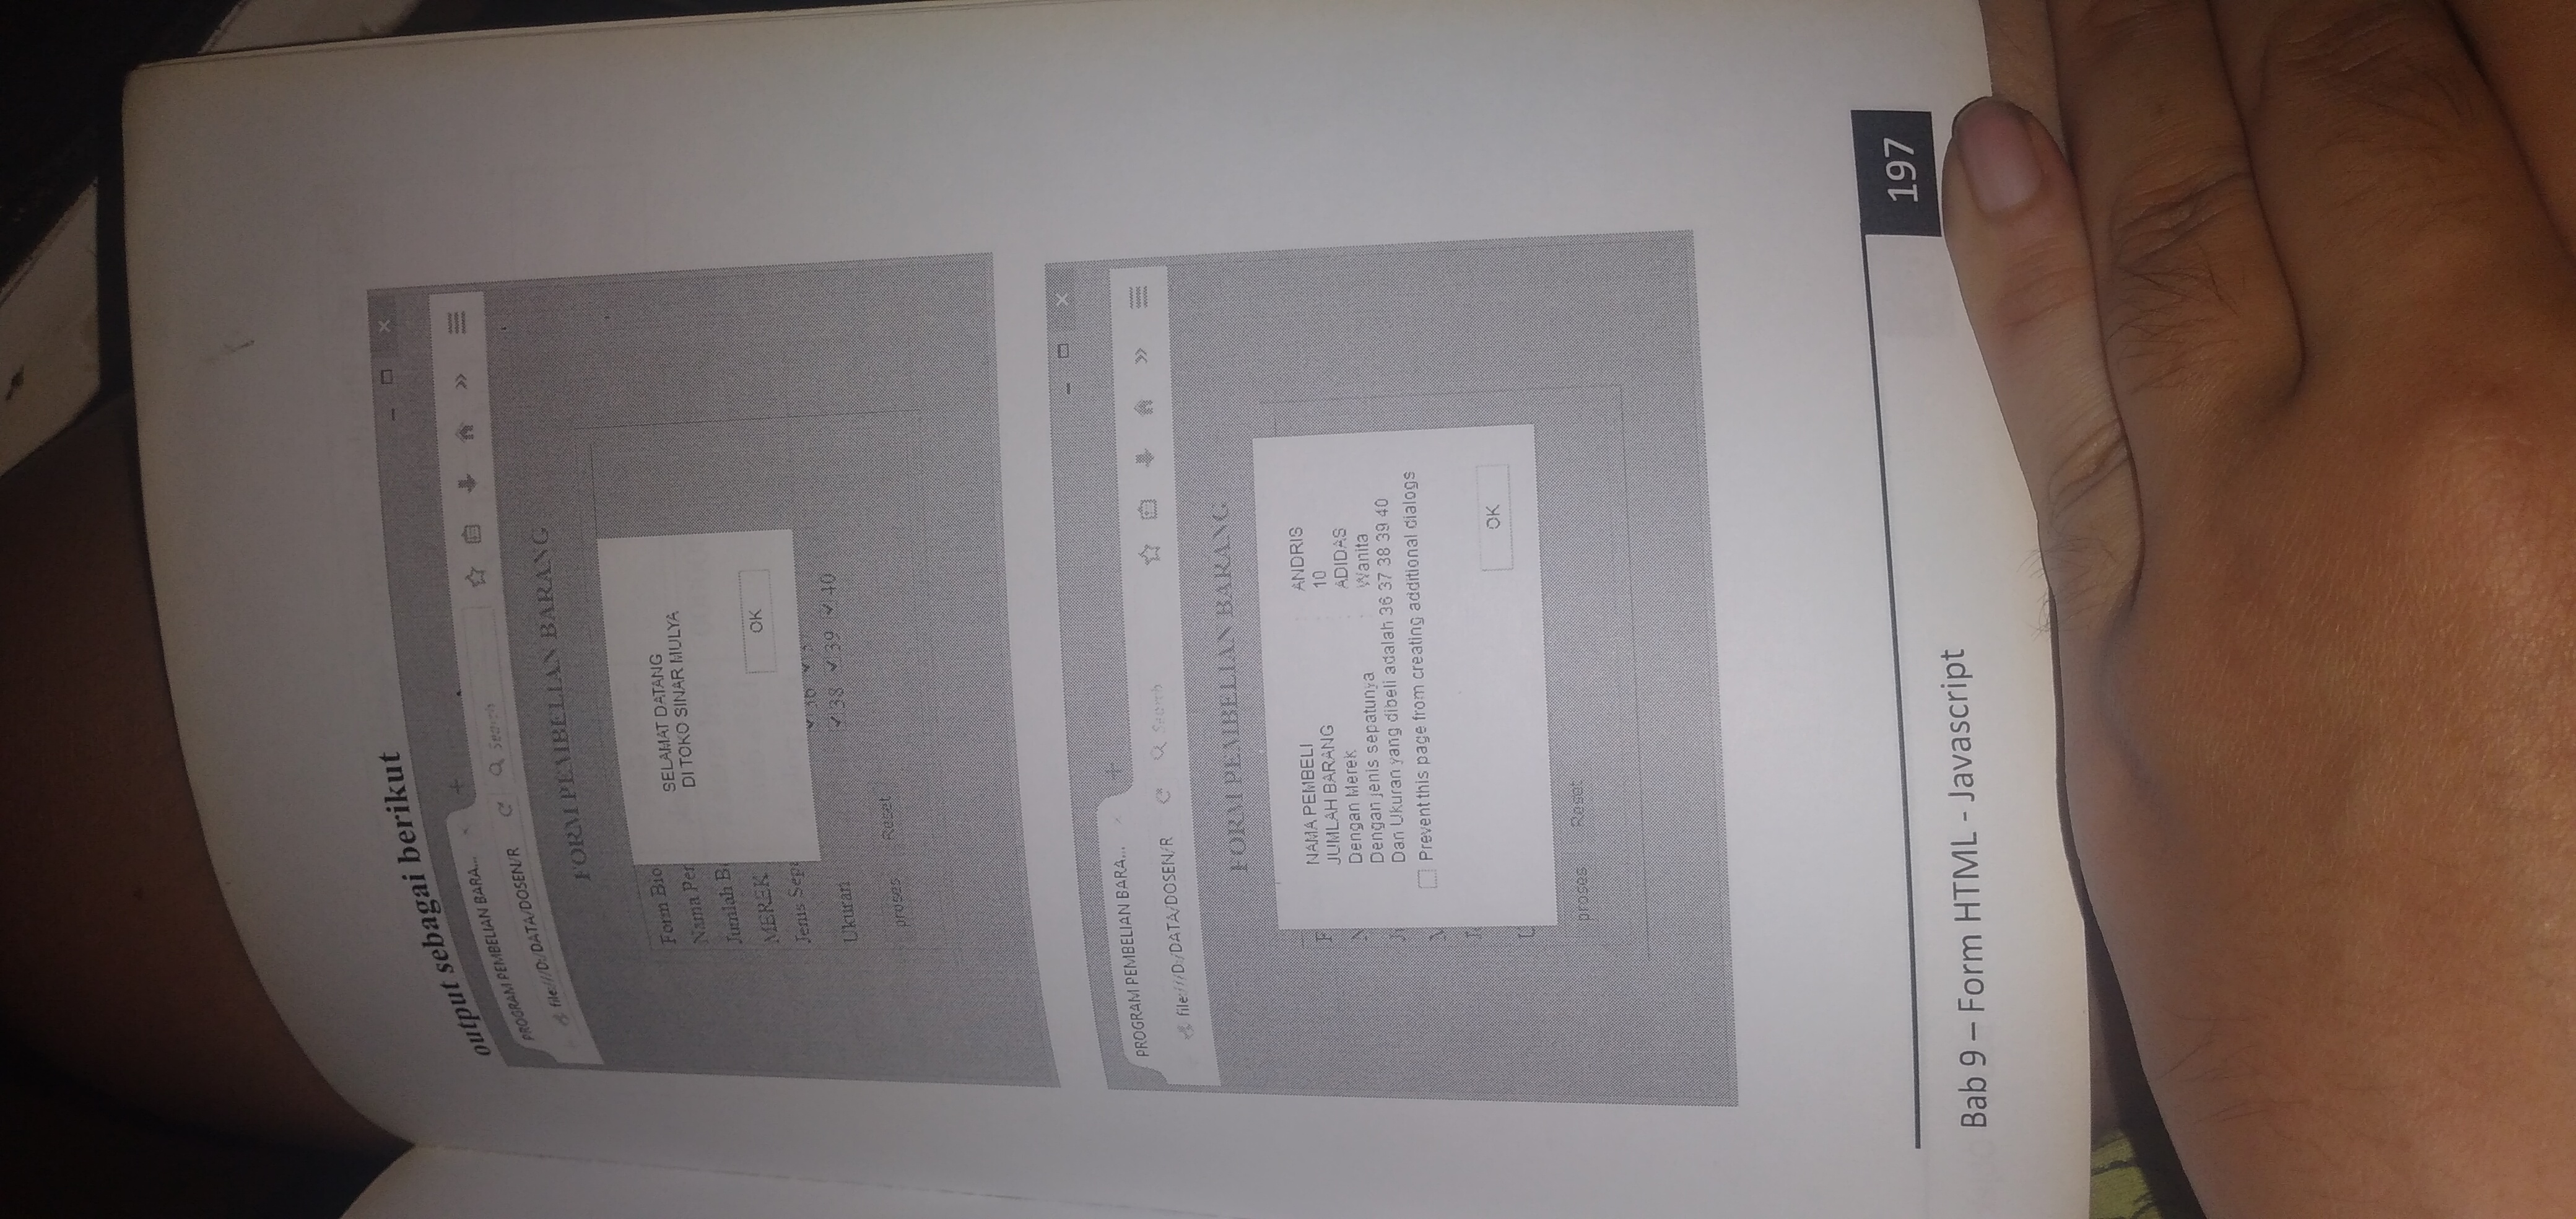 output sebagai berikut
PROGRAM PEMBELIAN BARA...
file:///D:/DATA/DOSEN/R
Search
FORM PEMBELIAN BARANG
Form Bio
Nama Pem
Jumlah Ba
MEREK
Jenis Sepa
36 37
Ukuran
38 39 40
proses Reset
SELAMAT DATANG
DI TOKO SINAR MULYA
OK
PROGRAM PEMBELIAN BARA...
file:///D:/DATA/DOSEN/R
Search
FORM PEMBELIAN BARANG
NAMA PEMBELI : ANDRIS
JUMLAH BARANG : 10
Dengan Merek : ADIDAS
Dengan jenis sepatunya : Wanita
Dan Ukuran yang dibeli adalah 36 37 38 39 40
Prevent this page from creating additional dialogs
OK
proses Reset
197
Bab 9 – Form HTML - Javascript